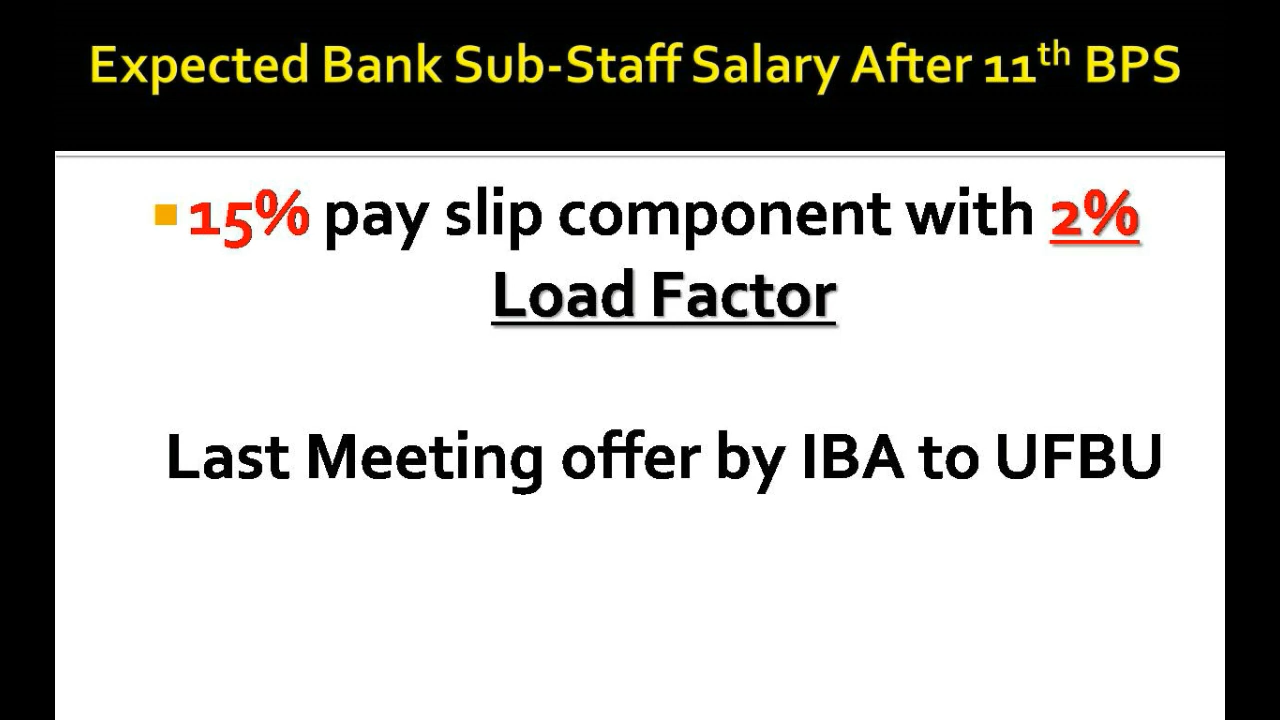 Expected Bank Sub-Staff Salary After 11th BPS
15% pay slip component with 2%
Load Factor
Last Meeting offer by IBA to UFBU